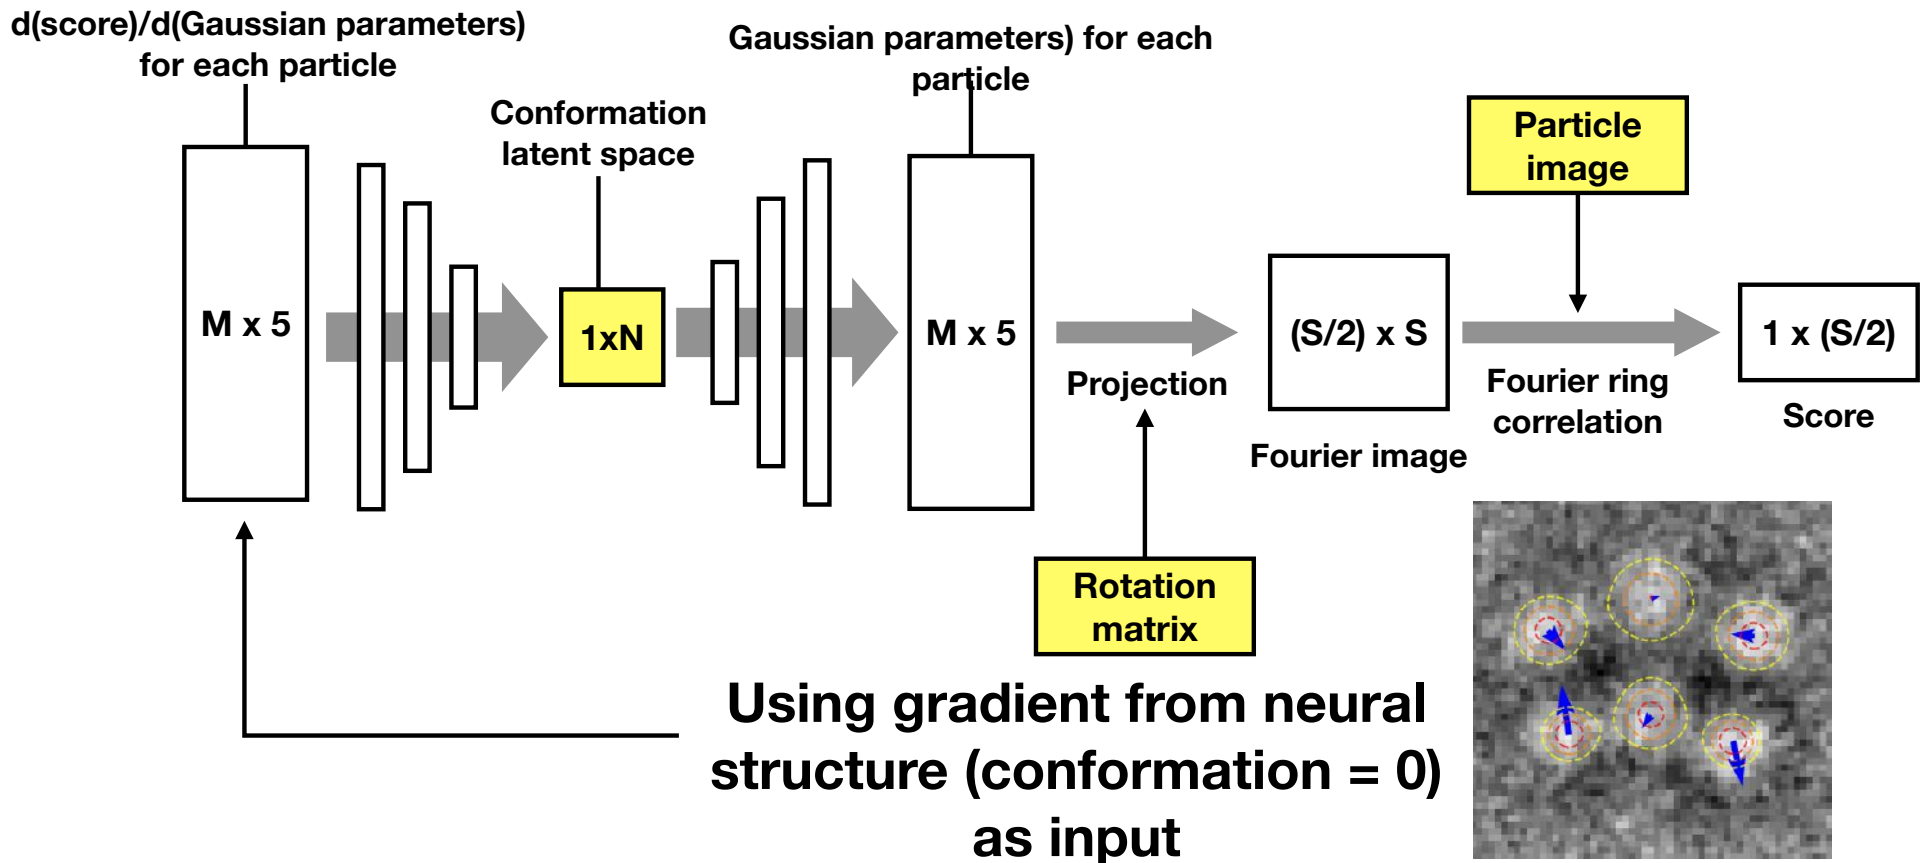 d(score)/d(Gaussian parameters)
for each particle
Gaussian parameters) for each
particle
Conformation
latent space
Particle
image
M x 5
1xN
M x 5
(S/2) x S
1 x (S/2)
Projection
Fourier ring
correlation
Score
Fourier image
Rotation
matrix
Using gradient from neural
structure (conformation = 0)
as input